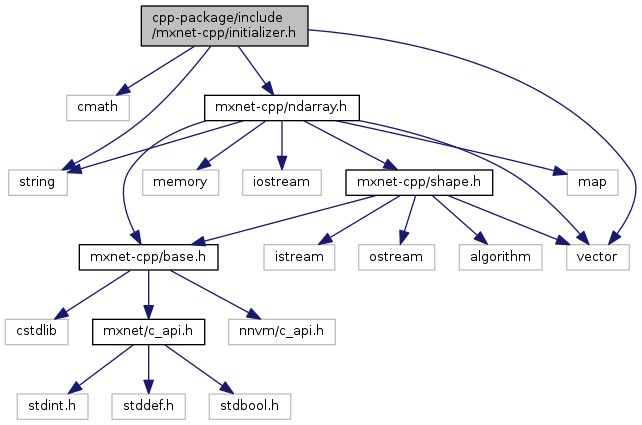 cpp-package/include
/mxnet-cpp/initializer.h
cmath
mxnet-cpp/ndarray.h
string
memory
iostream
mxnet-cpp/shape.h
map
mxnet-cpp/base.h
istream
ostream
algorithm
vector
cstdlib
mxnet/c_api.h
nnvm/c_api.h
stdint.h
stddef.h
stdbool.h